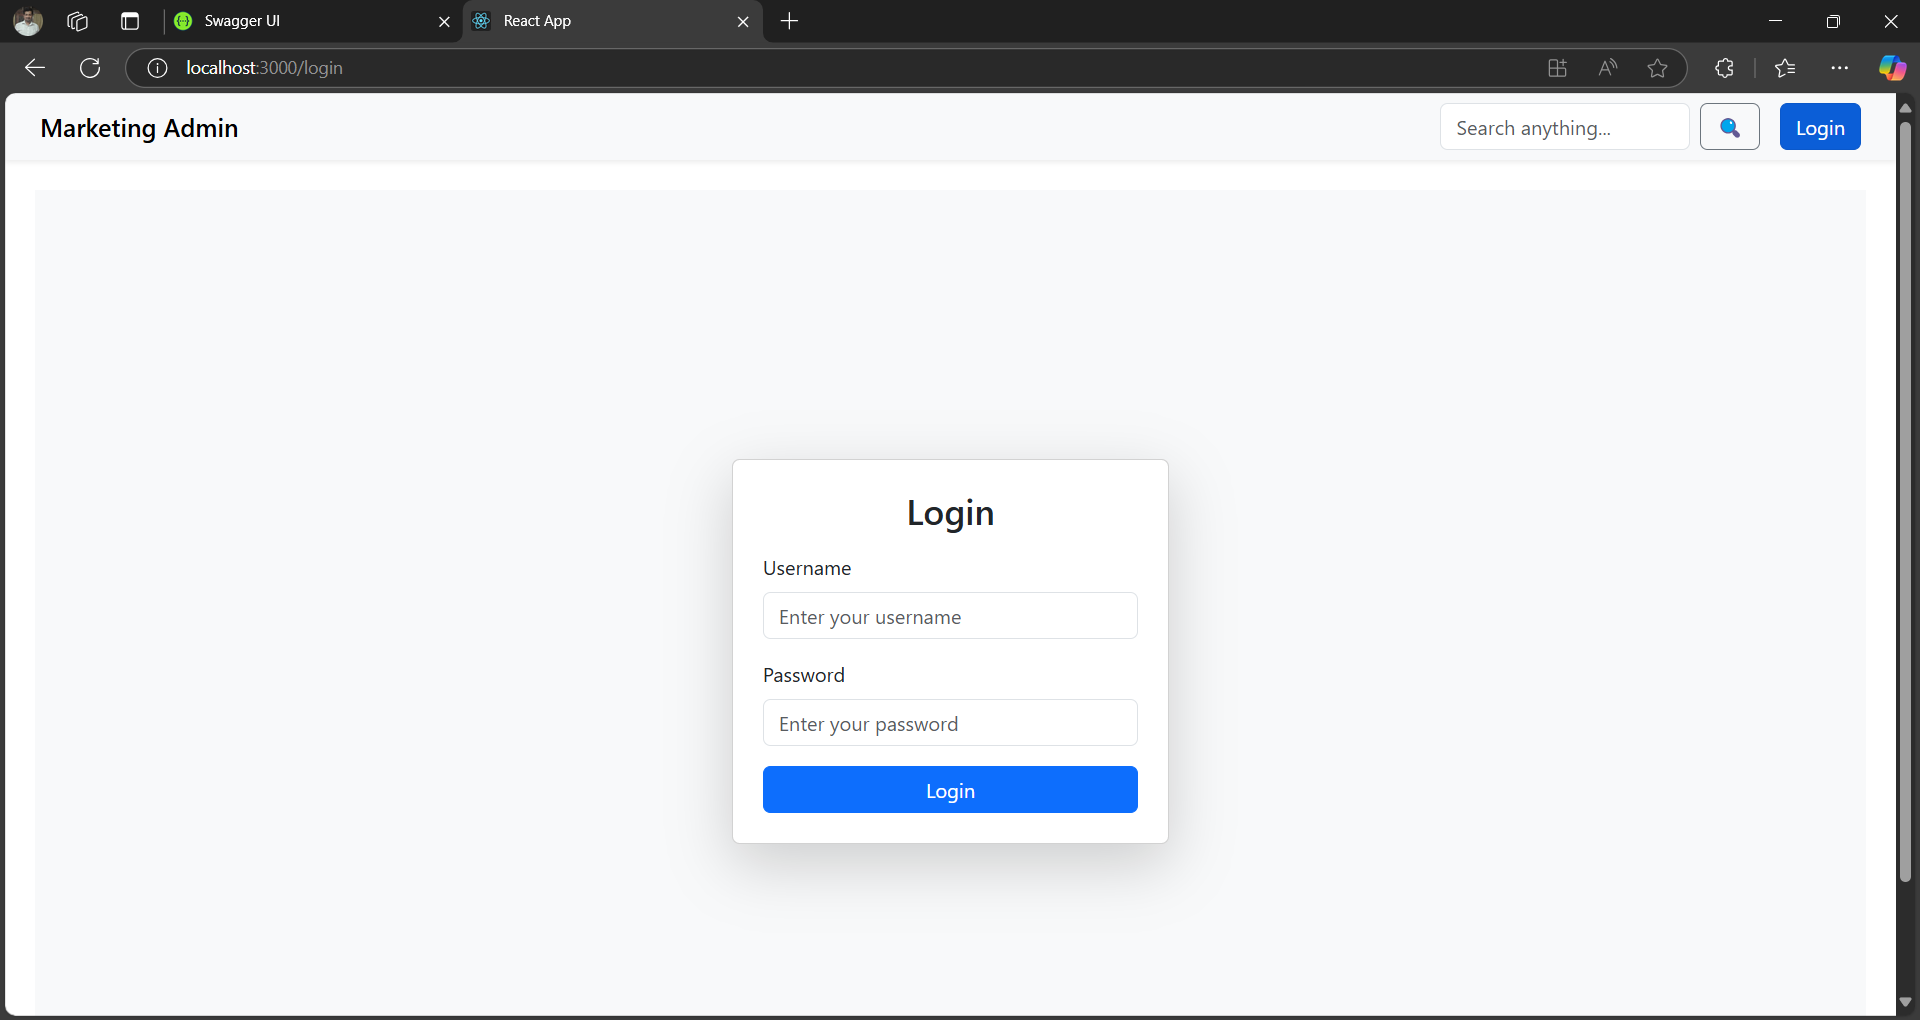 Swagger UI
React App
localhost:3000/login
Marketing Admin
Search anything...
Login
Login
Username
Enter your username
Password
Enter your password
Login